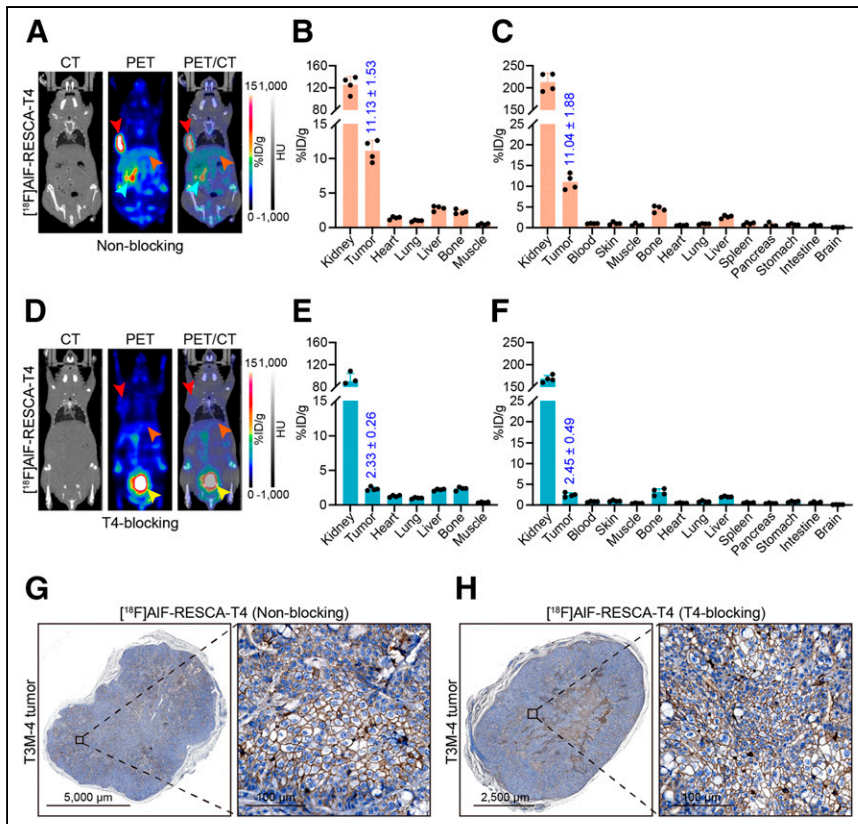 A
CT PET PET/CT
[¹⁸F]AlF-RESCA-T4
151,000
%ID/g
HU
0 -1,000
Non-blocking
B
%ID/g
160
120
80
15
10
5
0
11.13 ± 1.53
Kidney Tumor Heart Lung Liver Bone Muscle
C
%ID/g
250
200
150
25
20
15
10
5
0
11.04 ± 1.88
Kidney Tumor Blood Skin Muscle Bone Heart Lung Liver Spleen Pancreas Stomach Intestine Brain
D
CT PET PET/CT
[¹⁸F]AlF-RESCA-T4
151,000
%ID/g
HU
0 -1,000
T4-blocking
E
%ID/g
160
120
80
15
10
5
0
2.33 ± 0.26
Kidney Tumor Heart Lung Liver Bone Muscle
F
%ID/g
250
200
150
25
20
15
10
5
0
2.45 ± 0.49
Kidney Tumor Blood Skin Muscle Bone Heart Lung Liver Spleen Pancreas Stomach Intestine Brain
G
[¹⁸F]AlF-RESCA-T4 (Non-blocking)
T3M-4 tumor
5,000 µm
100 µm
H
[¹⁸F]AlF-RESCA-T4 (T4-blocking)
T3M-4 tumor
2,500 µm
100 µm